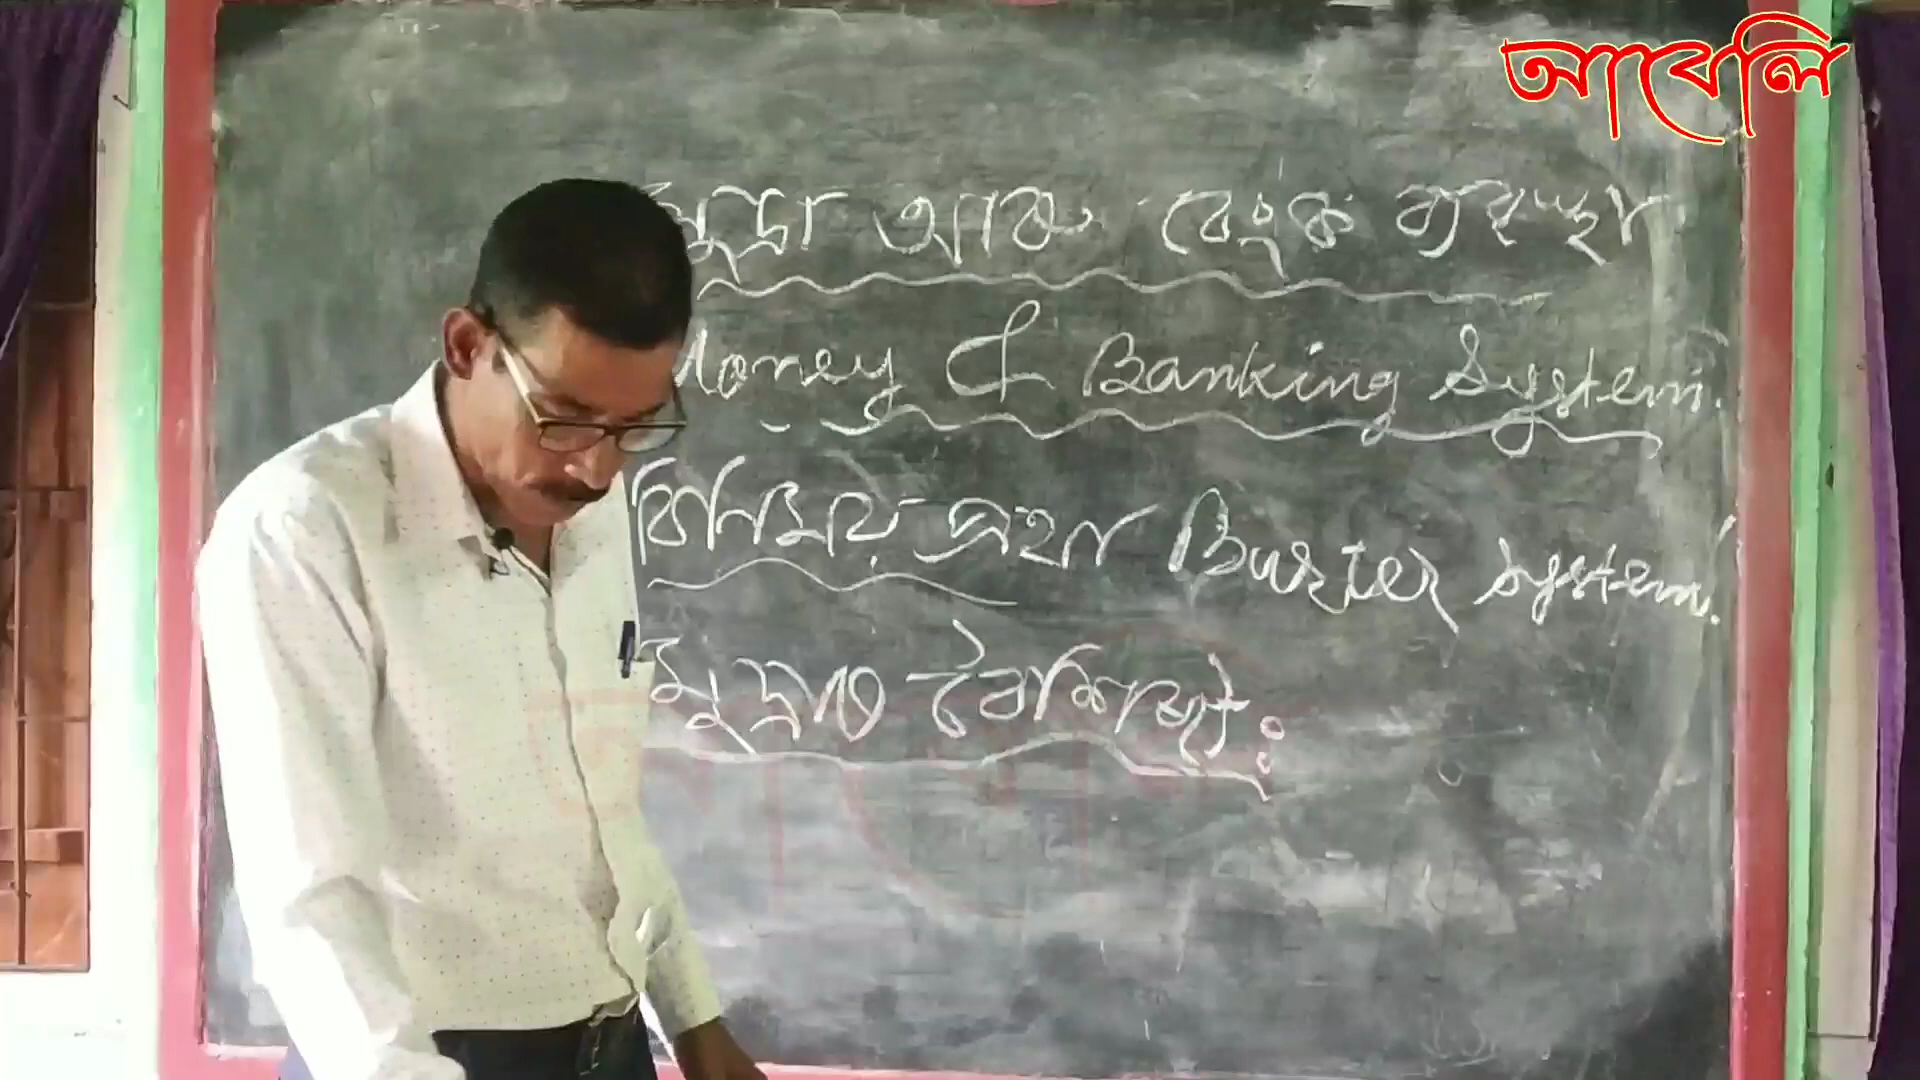 আবেলি
মুদ্ৰা আৰু বেংক ব্যৱস্থা
Money & Banking System.
বিনিময় প্ৰথা Barter System.
মুদ্ৰাৰ বৈশিষ্ট্য :